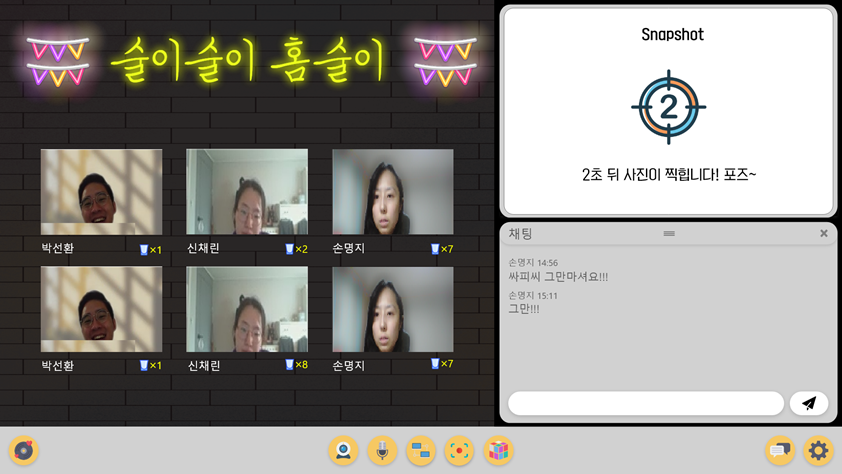 술이술이 홈술이
박선환
×1
신채린
×2
손명지
×7
박선환
×1
신채린
×8
손명지
×7
Snapshot
2
2초 뒤 사진이 찍힙니다! 포즈~
채팅
손명지 14:56
싸피씨 그만마셔요!!!
손명지 15:11
그만!!!